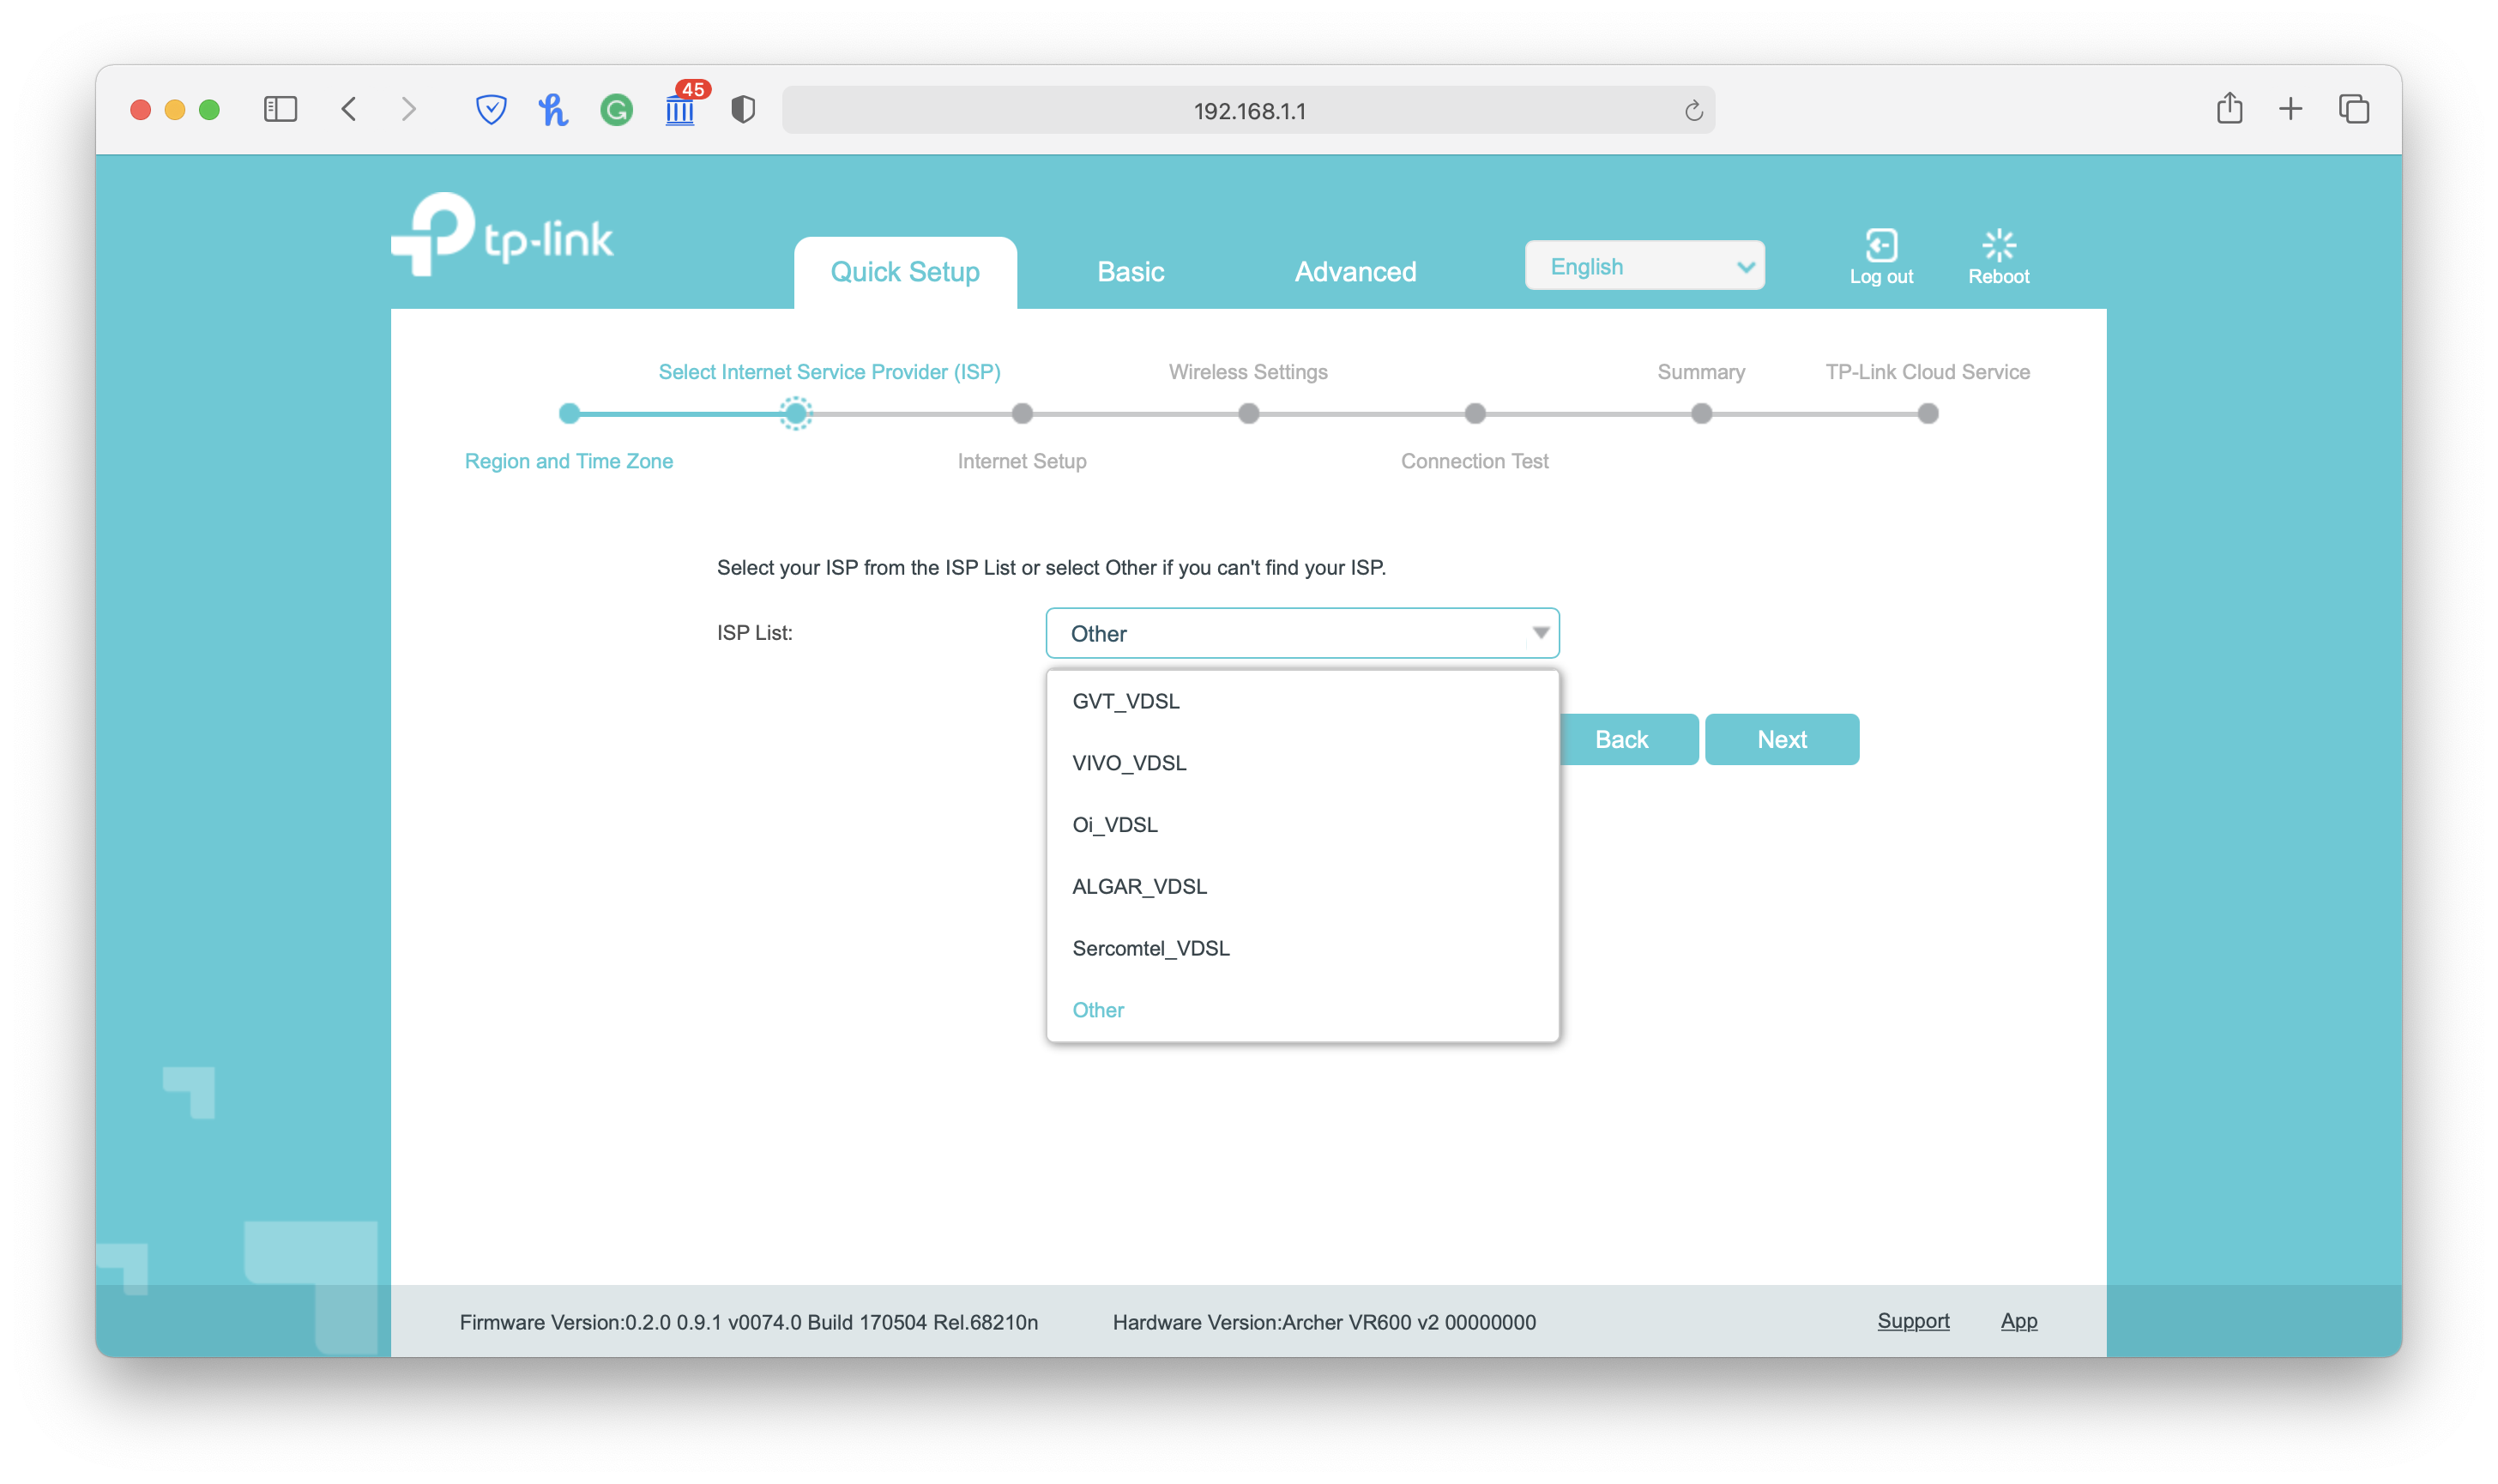 45
192.168.1.1
tp-link
Quick Setup
Basic
Advanced
English
Log out
Reboot
Select Internet Service Provider (ISP)
Wireless Settings
Summary
TP-Link Cloud Service
Region and Time Zone
Internet Setup
Connection Test
Select your ISP from the ISP List or select Other if you can't find your ISP.
ISP List:
Other
GVT_VDSL
VIVO_VDSL
Oi_VDSL
ALGAR_VDSL
Sercomtel_VDSL
Other
Back
Next
Firmware Version:0.2.0 0.9.1 v0074.0 Build 170504 Rel.68210n
Hardware Version:Archer VR600 v2 00000000
Support
App